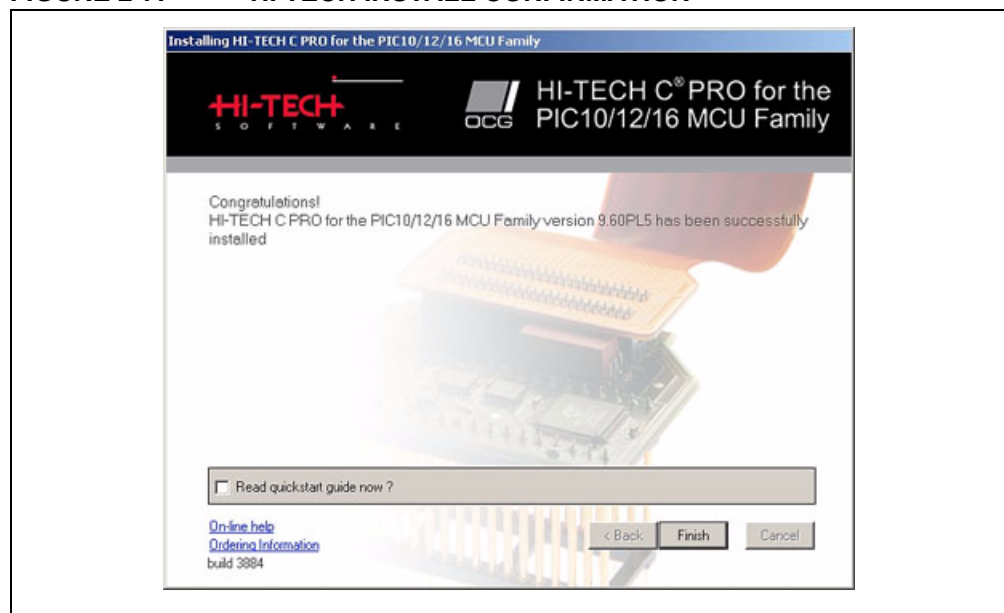 Installing HI-TECH C PRO for the PIC10/12/16 MCU Family
HI-TECH
SOFTWARE
OCG
HI-TECH C® PRO for the
PIC10/12/16 MCU Family
Congratulations!
HI-TECH C PRO for the PIC10/12/16 MCU Family version 9.60PL5 has been successfully
installed
Read quickstart guide now ?
On-line help
Ordering Information
build 3884
< Back
Finish
Cancel